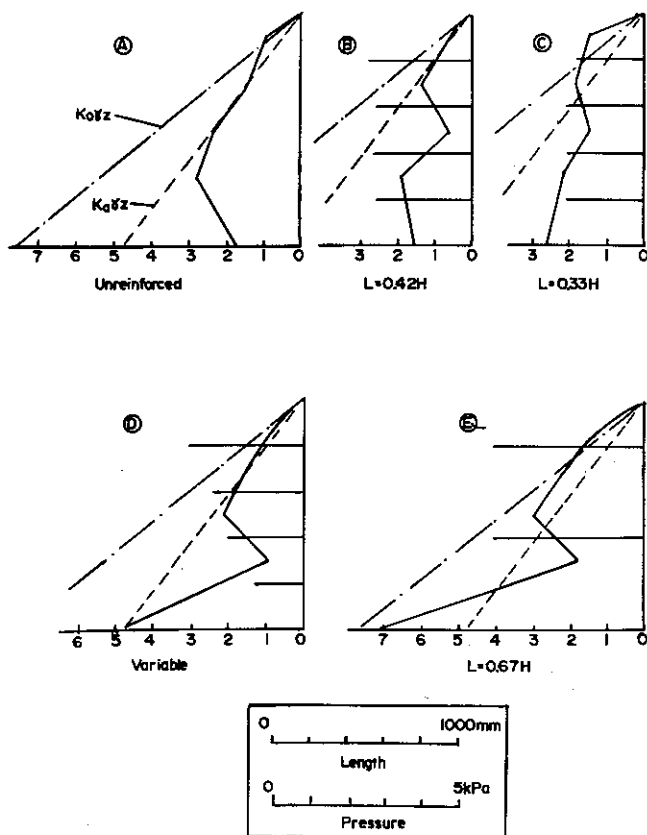 A
B
C
Koγz
Kaγz
7 6 5 4 3 2 1 0
4 3 2 1 0
3 2 1 0
Unreinforced
L=0.42H
L=0.33H
D
E
6 5 4 3 2 1 0
7 6 5 4 3 2 1 0
Variable
L=0.67H
0 1000mm
Length
0 5kPa
Pressure